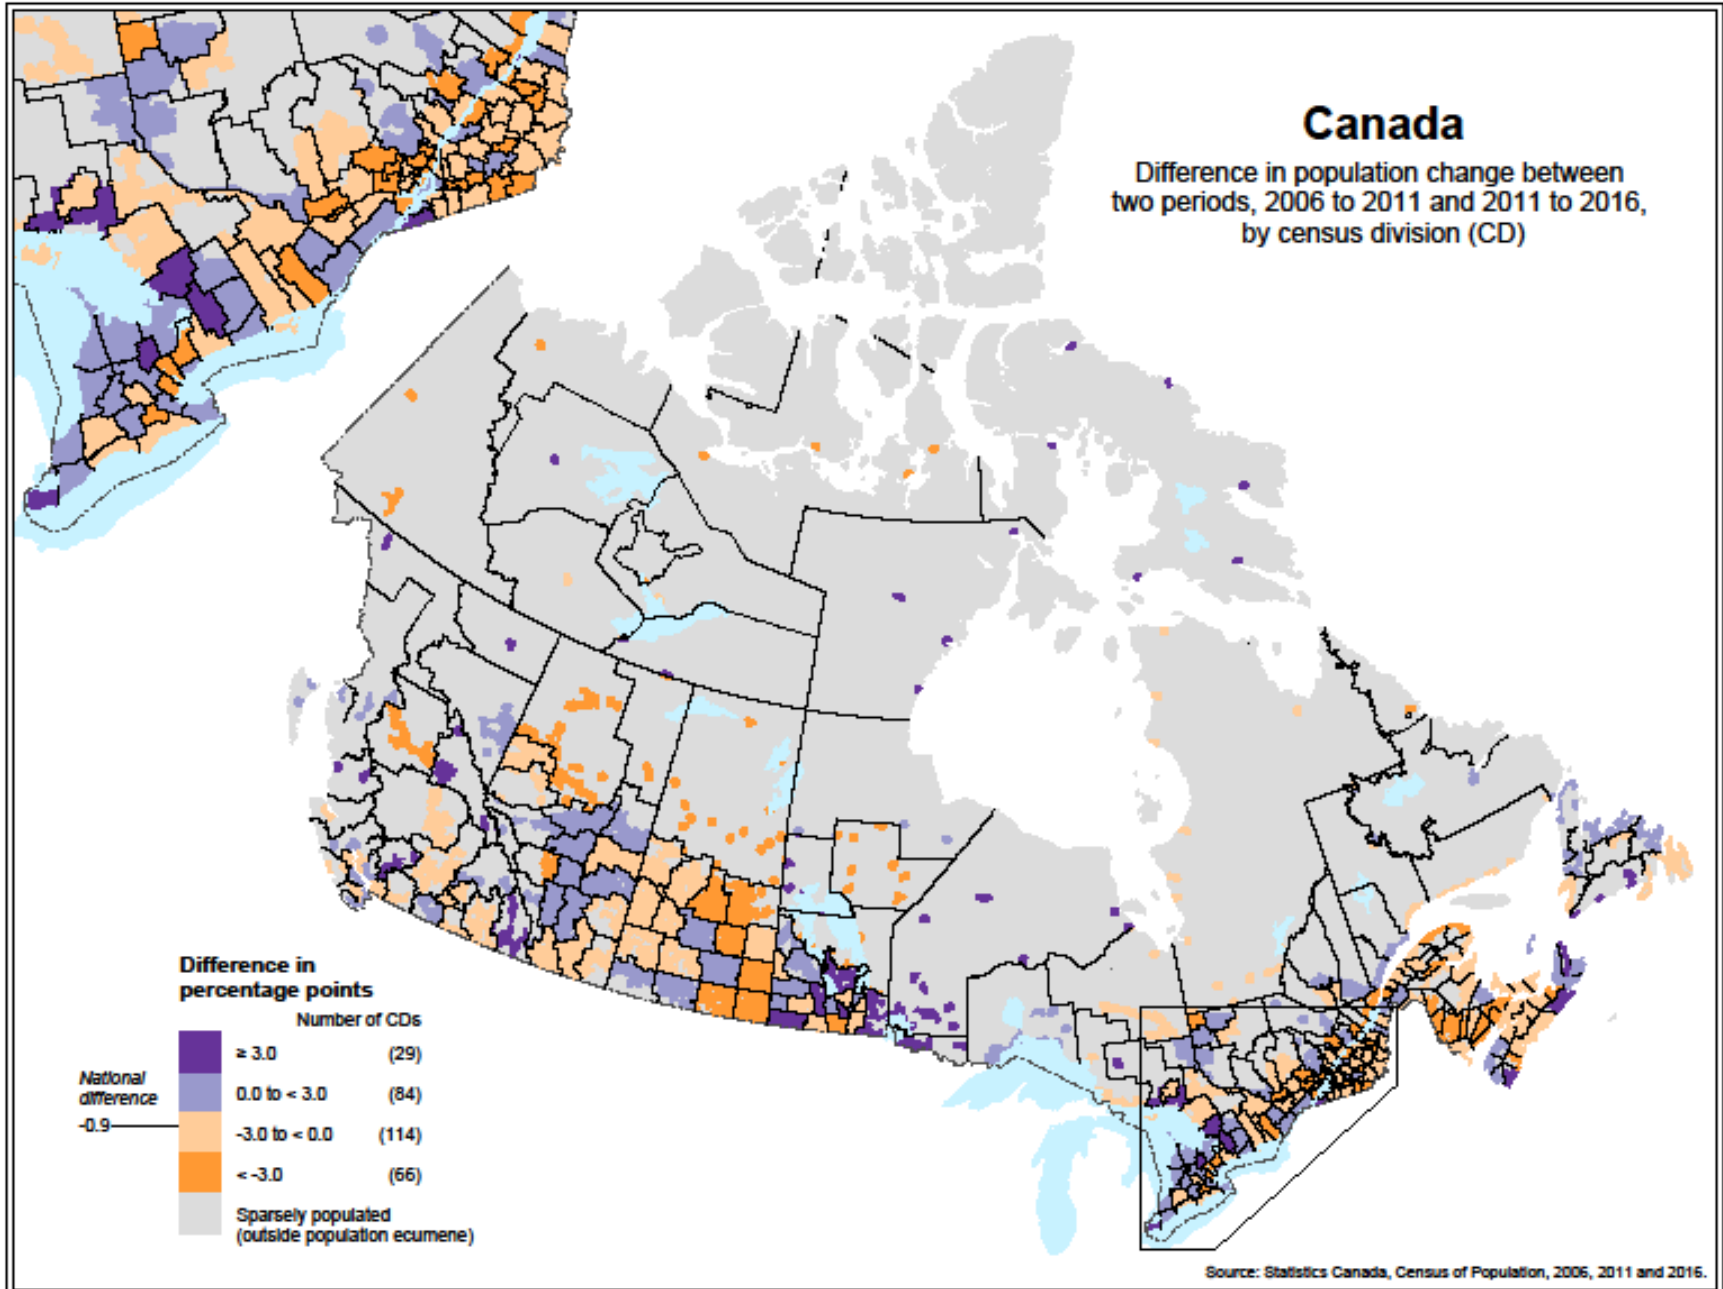 Canada
Difference in population change between
two periods, 2006 to 2011 and 2011 to 2016,
by census division (CD)
Difference in
percentage points
Number of CDs
≥ 3.0 (29)
0.0 to < 3.0 (84)
National
difference
-0.9
-3.0 to < 0.0 (114)
< -3.0 (66)
Sparsely populated
(outside population ecumene)
Source: Statistics Canada, Census of Population, 2006, 2011 and 2016.